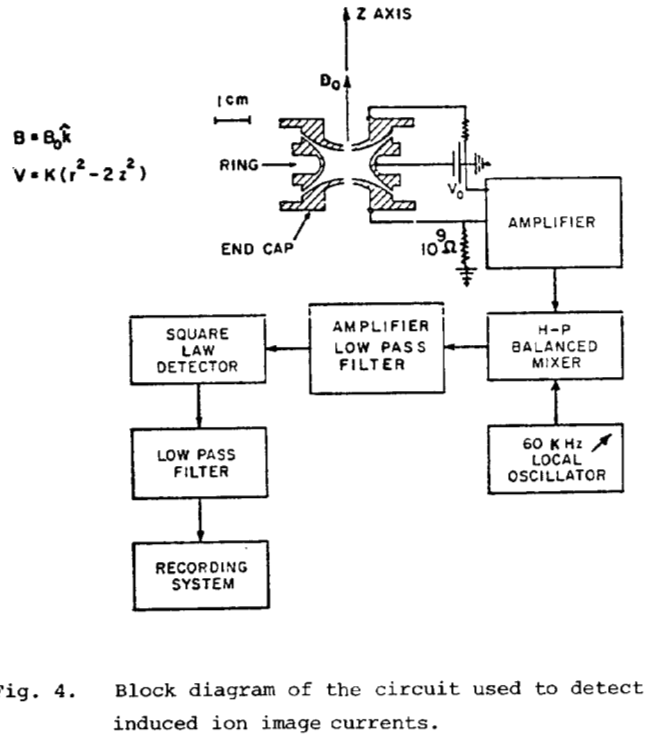 Z AXIS
B₀
1 cm
B = B₀k̂
V = K(r² - 2z²)
RING
V₀
END CAP
10⁹Ω
AMPLIFIER
AMPLIFIER
LOW PASS
FILTER
H-P
BALANCED
MIXER
SQUARE
LAW
DETECTOR
60 KHz
LOCAL
OSCILLATOR
LOW PASS
FILTER
RECORDING
SYSTEM
Fig. 4. Block diagram of the circuit used to detect
induced ion image currents.